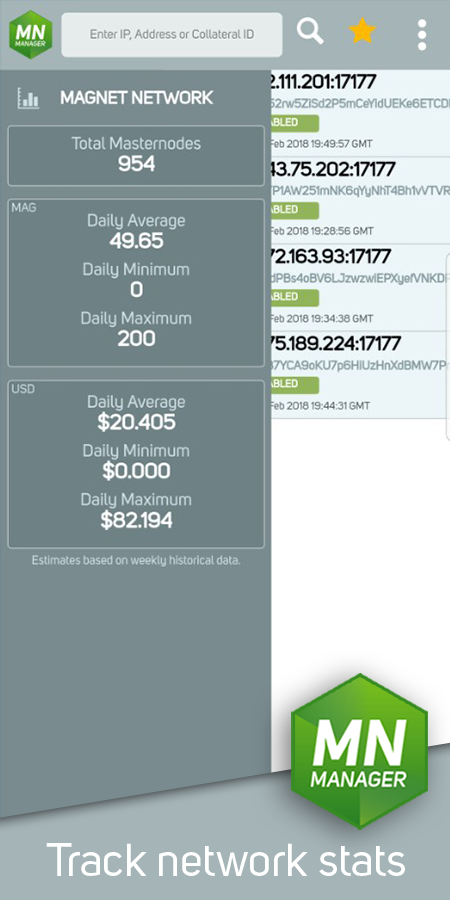 MN
MANAGER
Enter IP, Address or Collateral ID
MAGNET NETWORK
Total Masternodes
954
MAG
Daily Average
49.65
Daily Minimum
0
Daily Maximum
200
USD
Daily Average
$20.405
Daily Minimum
$0.000
Daily Maximum
$82.194
Estimates based on weekly historical data.
2.111.201:17177
ABLED
Feb 2018 19:49:57 GMT
43.75.202:17177
ABLED
Feb 2018 19:28:56 GMT
72.163.93:17177
ABLED
Feb 2018 19:34:38 GMT
75.189.224:17177
ABLED
Feb 2018 19:44:31 GMT
MN
MANAGER
Track network stats